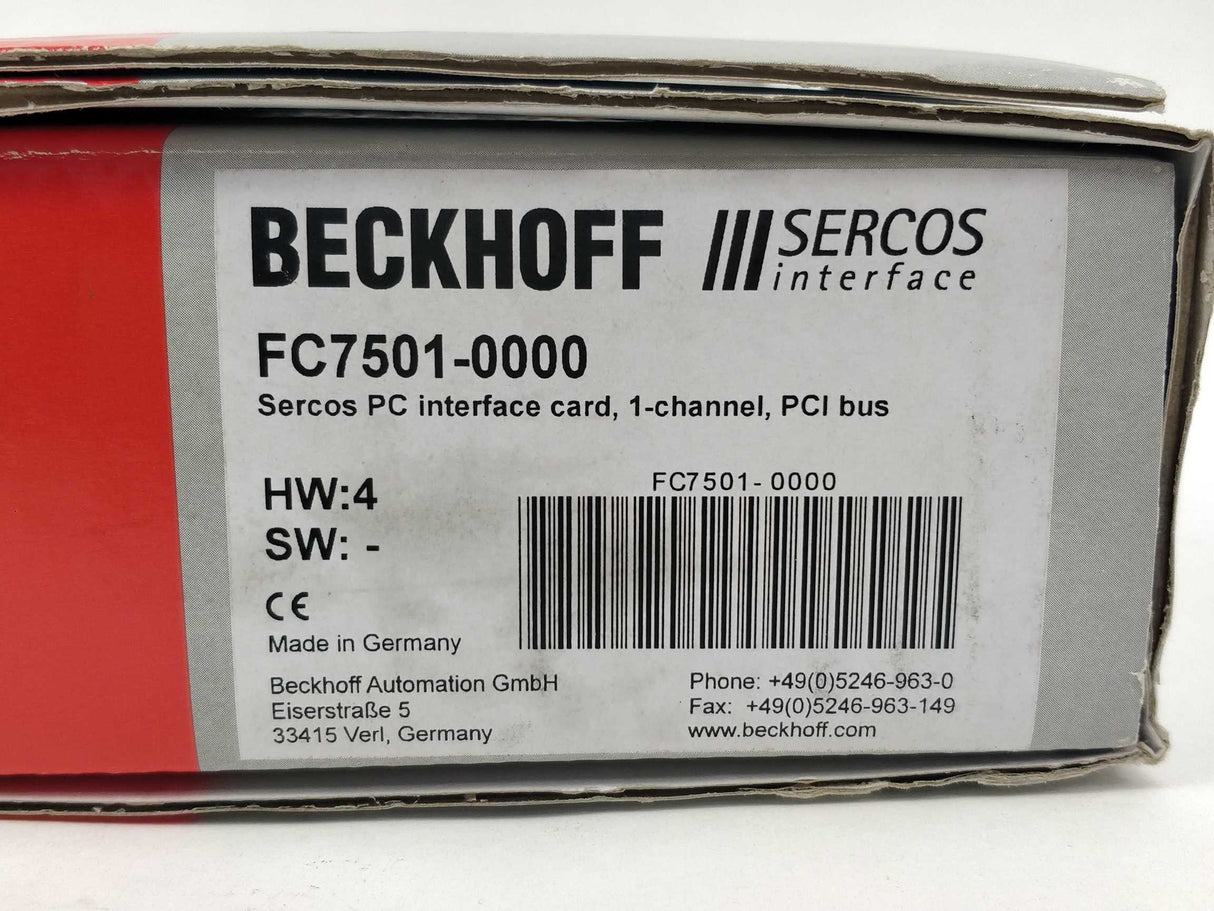 BECKHOFF SERCOS
interface
FC7501-0000
Sercos PC interface card, 1-channel, PCI bus
HW:4
SW: -
FC7501- 0000
CE
Made in Germany
Beckhoff Automation GmbH
Eiserstraße 5
33415 Verl, Germany
Phone: +49(0)5246-963-0
Fax: +49(0)5246-963-149
www.beckhoff.com